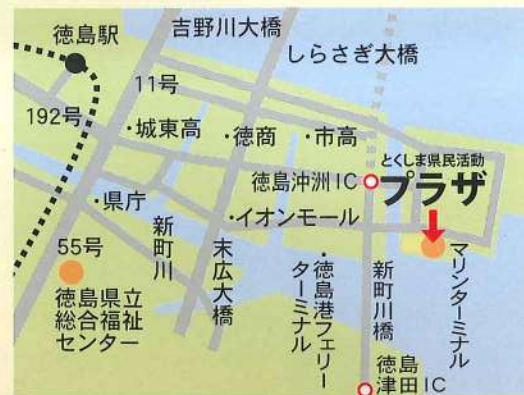 吉野川大橋
徳島駅
しらさぎ大橋
11号
192号
・城東高
・徳商
・市高
とくしま県民活動
プラザ
徳島沖洲IC
・県庁
・イオンモール
新町川
末広大橋
・徳島港フェリー
ターミナル
新町川橋
マリンターミナル
55号
徳島県立
総合福祉
センター
徳島
津田IC